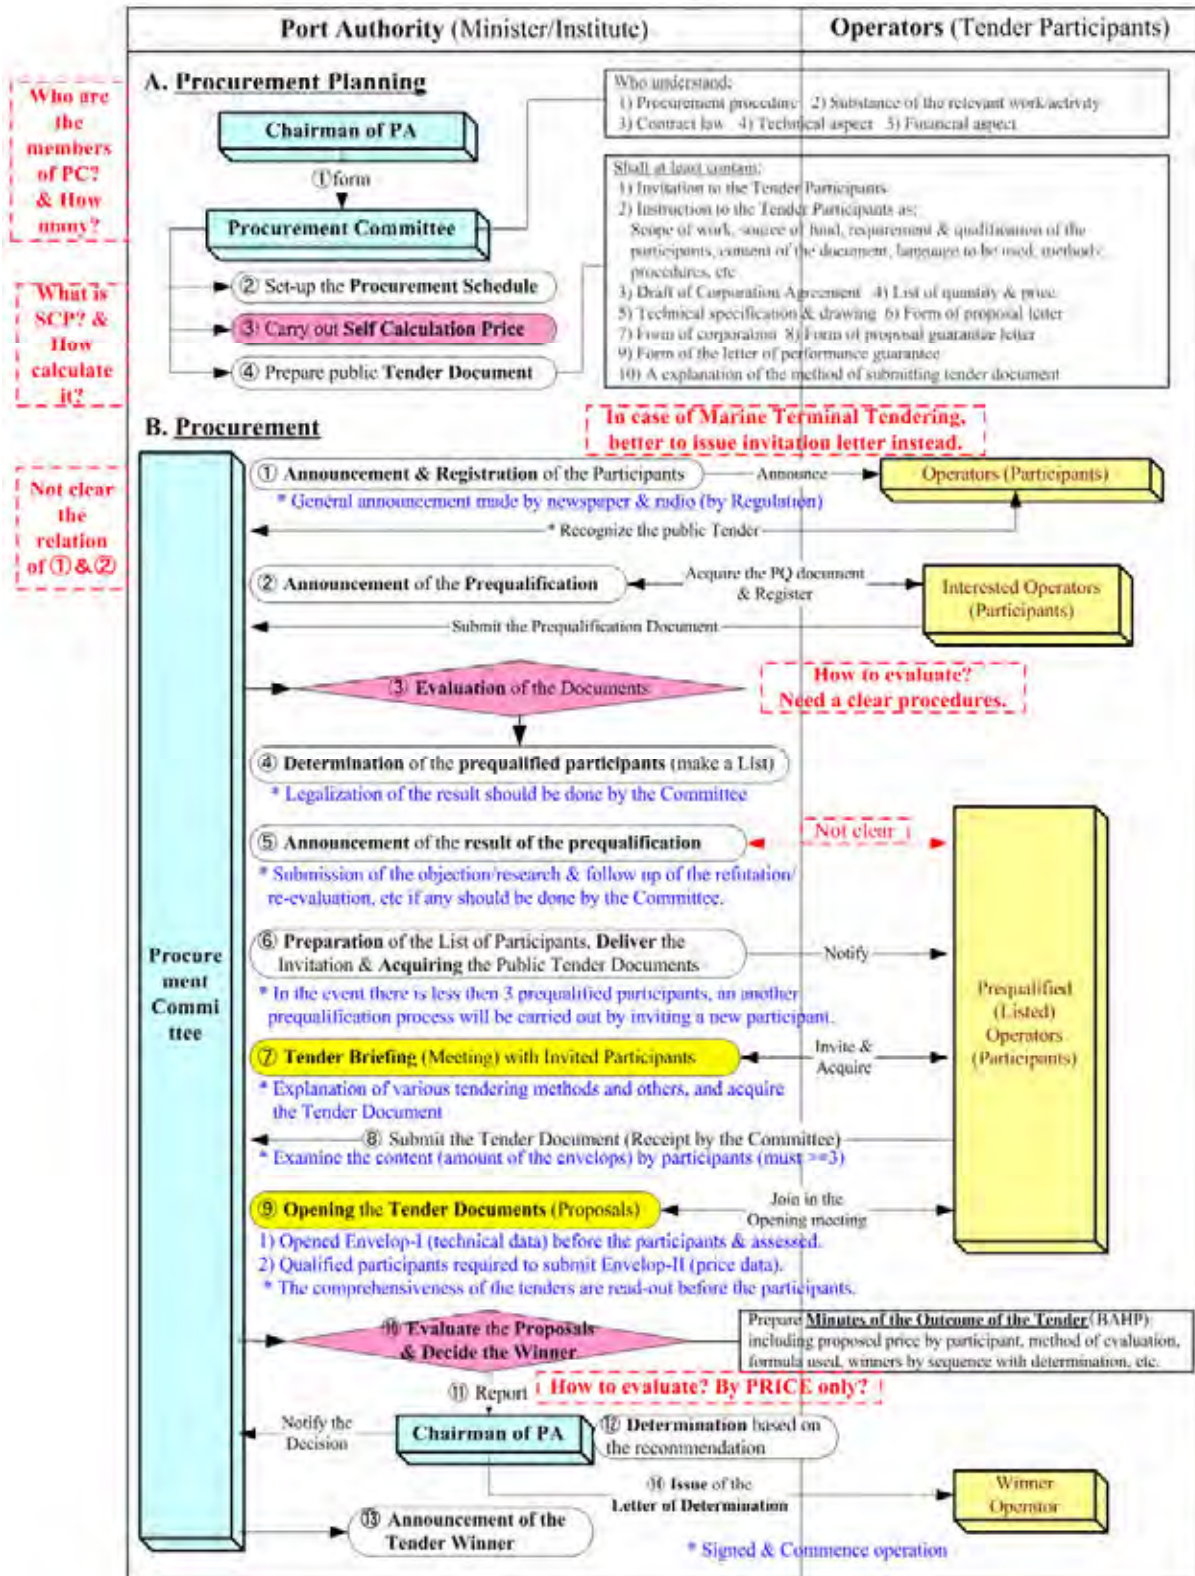 Port Authority (Minister/Institute)
Operators (Tender Participants)
Who are
the
members
of PC?
& How
many?
A. Procurement Planning
Chairman of PA
① form
Procurement Committee
② Set-up the Procurement Schedule
③ Carry out Self Calculation Price
④ Prepare public Tender Document
Who understand:
1) Procurement procedure 2) Substance of the relevant work/activity
3) Contract law 4) Technical aspect 5) Financial aspect
Shall at least contain:
1) Invitation to the Tender Participants
2) Instruction to the Tender Participants as;
Scope of work, source of fund, requirement & qualification of the
participants, content of the document, language to be used, method,
procedures, etc
3) Draft of Corporation Agreement 4) List of quantity & price
5) Technical specification & drawing 6) Form of proposal letter
7) Form of corporation 8) Form of proposal guarantee letter
9) Form of the letter of performance guarantee
10) A explanation of the method of submitting tender document
What is
SCP? &
How
calculate
it?
B. Procurement
In case of Marine Terminal Tendering,
better to issue invitation letter instead.
Not clear
the
relation
of ①&②
Procure
ment
Commi
ttee
① Announcement & Registration of the Participants
Announce
Operators (Participants)
* General announcement made by newspaper & radio (by Regulation)
* Recognize the public Tender
② Announcement of the Prequalification
Acquire the PQ document
& Register
Interested Operators
(Participants)
Submit the Prequalification Document
③ Evaluation of the Documents
How to evaluate?
Need a clear procedures.
④ Determination of the prequalified participants (make a List)
* Legalization of the result should be done by the Committee
⑤ Announcement of the result of the prequalification
Not clear
* Submission of the objection/research & follow up of the refutation/
re-evaluation, etc if any should be done by the Committee.
⑥ Preparation of the List of Participants, Deliver the
Invitation & Acquiring the Public Tender Documents
Notify
* In the event there is less then 3 prequalified participants, an another
prequalification process will be carried out by inviting a new participant.
Prequalified
(Listed)
Operators
(Participants)
⑦ Tender Briefing (Meeting) with Invited Participants
Invite &
Acquire
* Explanation of various tendering methods and others, and acquire
the Tender Document
⑧ Submit the Tender Document (Receipt by the Committee)
* Examine the content (amount of the envelops) by participants (must >=3)
⑨ Opening the Tender Documents (Proposals)
Join in the
Opening meeting
1) Opened Envelop-I (technical data) before the participants & assessed.
2) Qualified participants required to submit Envelop-II (price data).
* The comprehensiveness of the tenders are read-out before the participants.
⑩ Evaluate the Proposals
& Decide the Winner
Prepare Minutes of the Outcome of the Tender (BAHP)
including proposed price by participant, method of evaluation,
formula used, winners by sequence with determination, etc.
⑪ Report
How to evaluate? By PRICE only?
Notify the
Decision
Chairman of PA
⑫ Determination based on
the recommendation
⑭ Issue of the
Letter of Determination
Winner
Operator
⑬ Announcement of the
Tender Winner
* Signed & Commence operation